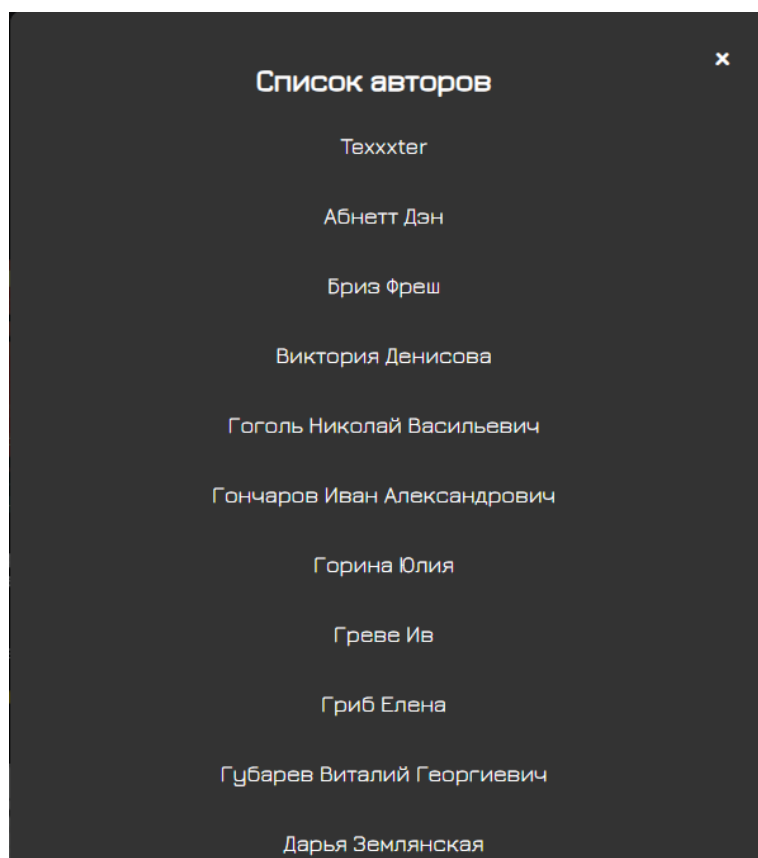 Список авторов
Texxxter
Абнетт Дэн
Бриз Фреш
Виктория Денисова
Гоголь Николай Васильевич
Гончаров Иван Александрович
Горина Юлия
Греве Ив
Гриб Елена
Губарев Виталий Георгиевич
Дарья Землянская